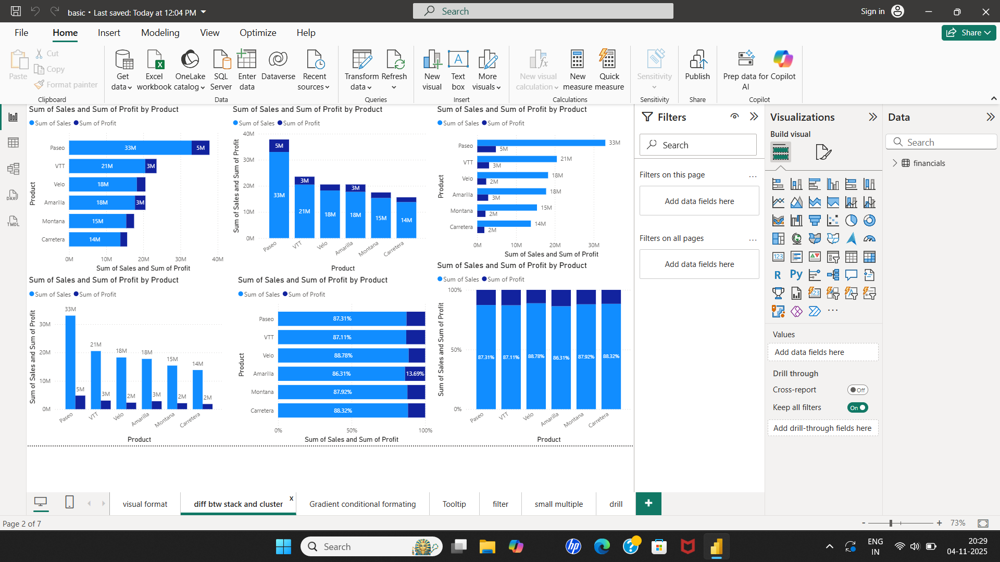 basic • Last saved: Today at 12:04 PM
Search
Sign in
File Home Insert Modeling View Optimize Help
Share
Paste
Cut
Copy
Format painter
Clipboard
Get data
Excel workbook
OneLake catalog
SQL Server
Enter data
Dataverse
Recent sources
Data
Transform data
Refresh
Queries
New visual
Text box
More visuals
Insert
New visual calculation
New measure
Quick measure
Calculations
Sensitivity
Sensitivity
Publish
Share
Prep data for AI
Copilot
Copilot
DAX
TMDL
Sum of Sales and Sum of Profit by Product
Sum of Sales Sum of Profit
Product
Paseo 33M 5M
VTT 21M 3M
Velo 18M
Amarilla 18M 3M
Montana 15M
Carretera 14M
0M 10M 20M 30M 40M
Sum of Sales and Sum of Profit
Sum of Sales and Sum of Profit by Product
Sum of Sales Sum of Profit
Sum of Sales and Sum of Profit
40M
30M
20M
10M
0M
5M 3M 3M
33M 21M 18M 18M 15M 14M
Paseo VTT Velo Amarilla Montana Carretera
Product
Sum of Sales and Sum of Profit by Product
Sum of Sales Sum of Profit
Product
Paseo 33M
5M
VTT 21M
3M
Velo 18M
2M
Amarilla 18M
3M
Montana 15M
2M
Carretera 14M
2M
0M 10M 20M 30M
Sum of Sales and Sum of Profit
Sum of Sales and Sum of Profit by Product
Sum of Sales Sum of Profit
Sum of Sales and Sum of Profit
30M
20M
10M
0M
33M 21M 18M 18M 15M 14M
5M 3M 2M 3M 2M 2M
Paseo VTT Velo Amarilla Montana Carretera
Product
Sum of Sales and Sum of Profit by Product
Sum of Sales Sum of Profit
Product
Paseo 87.31%
VTT 87.11%
Velo 88.78%
Amarilla 86.31% 13.69%
Montana 87.92%
Carretera 88.32%
0% 50% 100%
Sum of Sales and Sum of Profit
Sum of Sales and Sum of Profit by Product
Sum of Sales Sum of Profit
Sum of Sales and Sum of Profit
100%
50%
0%
87.31% 87.11% 88.78% 86.31% 87.92% 88.32%
Paseo VTT Velo Amarilla Montana Carretera
Product
Filters
Search
Filters on this page ...
Add data fields here
Filters on all pages ...
Add data fields here
Visualizations
Build visual
123
R Py
123
...
Values
Add data fields here
Drill through
Cross-report Off
Keep all filters On
Add drill-through fields here
Data
Search
financials
visual format
diff btw stack and cluster x
Gradient conditional formating
Tooltip
filter
small multiple
drill
+
Page 2 of 7
- + 73%
Search
hp
ENG
IN
20:29
04-11-2025